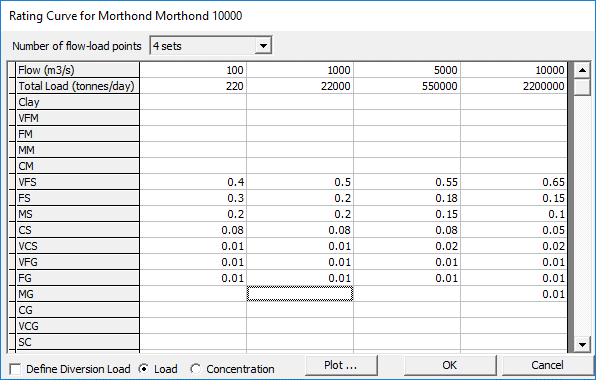 Rating Curve for Morthond Morthond 10000
Number of flow-load points 4 sets
Flow (m3/s) 100 1000 5000 10000
Total Load (tonnes/day) 220 22000 550000 2200000
Clay
VFM
FM
MM
CM
VFS 0.4 0.5 0.55 0.65
FS 0.3 0.2 0.18 0.15
MS 0.2 0.2 0.15 0.1
CS 0.08 0.08 0.08 0.05
VCS 0.01 0.01 0.02 0.02
VFG 0.01 0.01 0.01 0.01
FG 0.01 0.01 0.01 0.01
MG 0.01
CG
VCG
SC
Define Diversion Load Load Concentration Plot ... OK Cancel